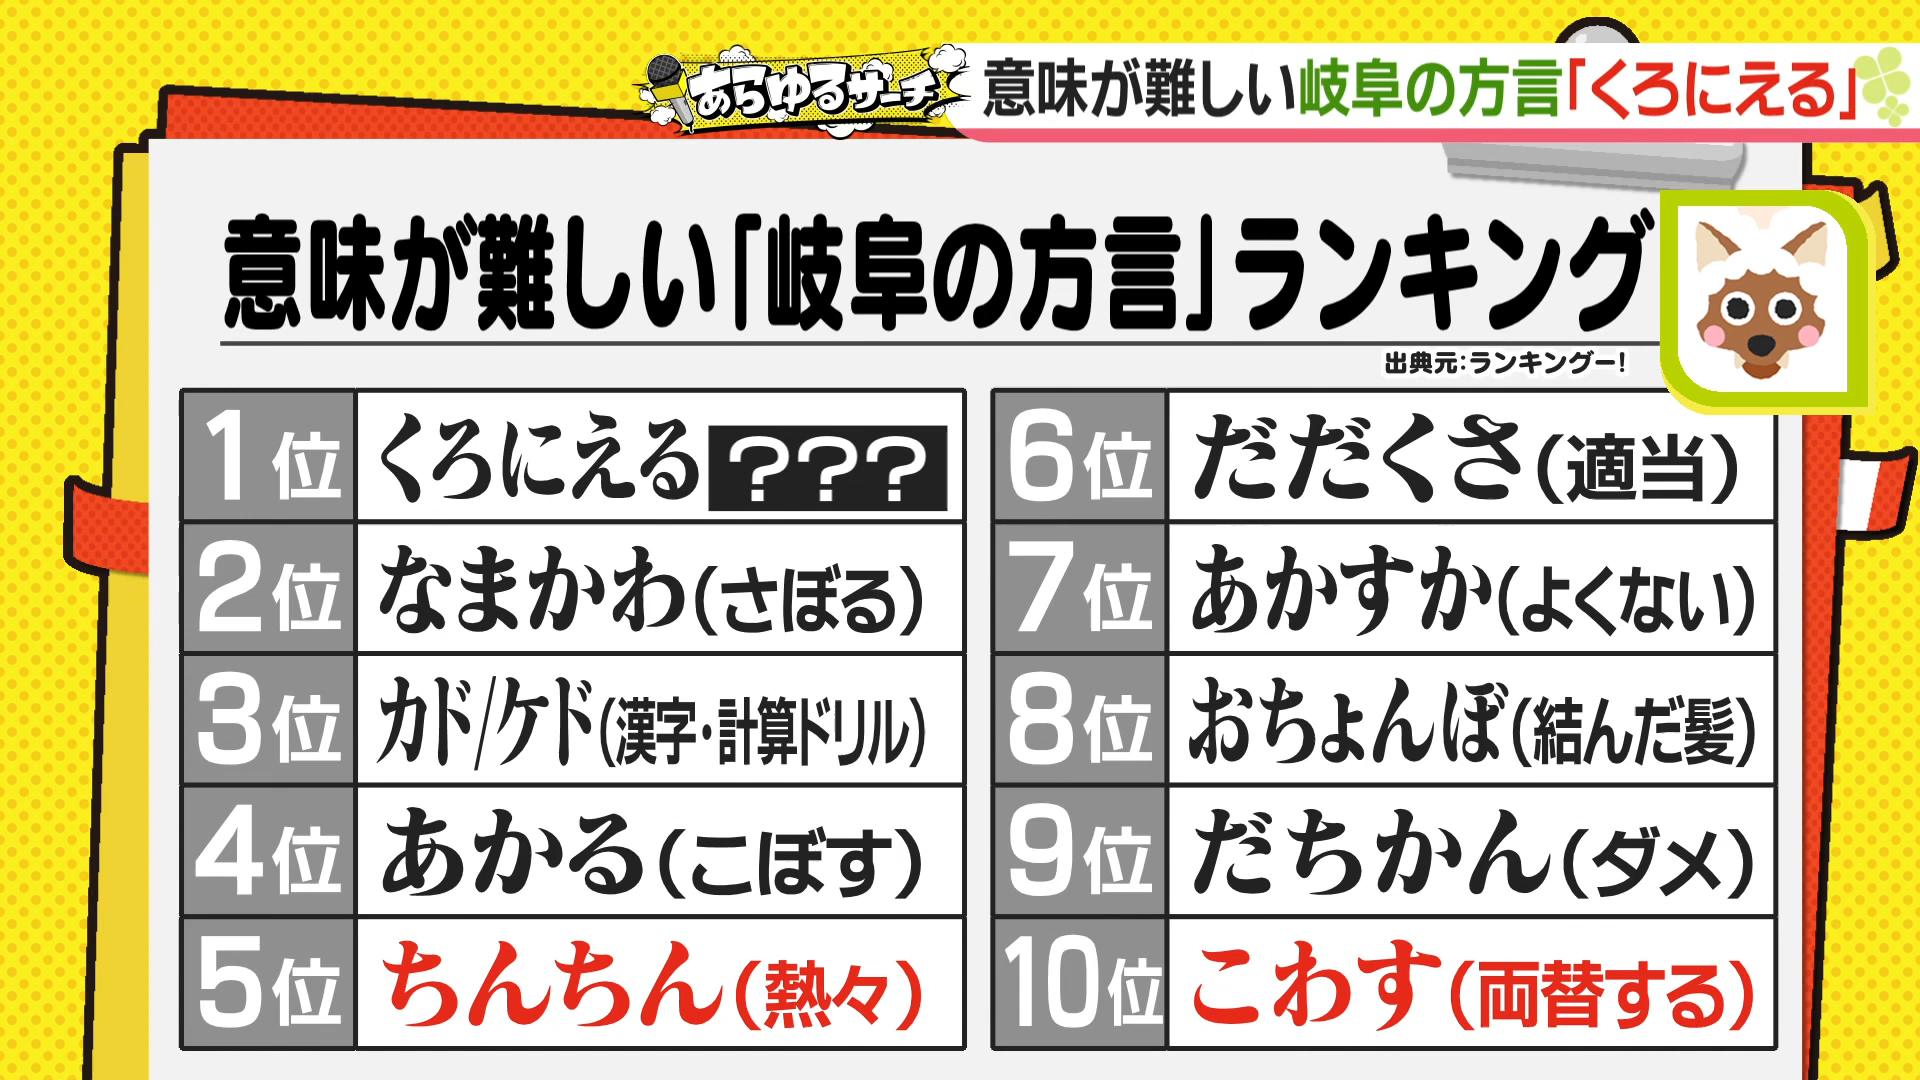 あらゆるサーチ
意味が難しい岐阜の方言「くろにえる」
意味が難しい「岐阜の方言」ランキング
出典元:ランキングー!
1位 くろにえる ???
2位 なまかわ(さぼる)
3位 カド/ケド(漢字・計算ドリル)
4位 あかる(こぼす)
5位 ちんちん(熱々)
6位 だだくさ(適当)
7位 あかすか(よくない)
8位 おちょんぼ(結んだ髪)
9位 だちかん(ダメ)
10位 こわす(両替する)